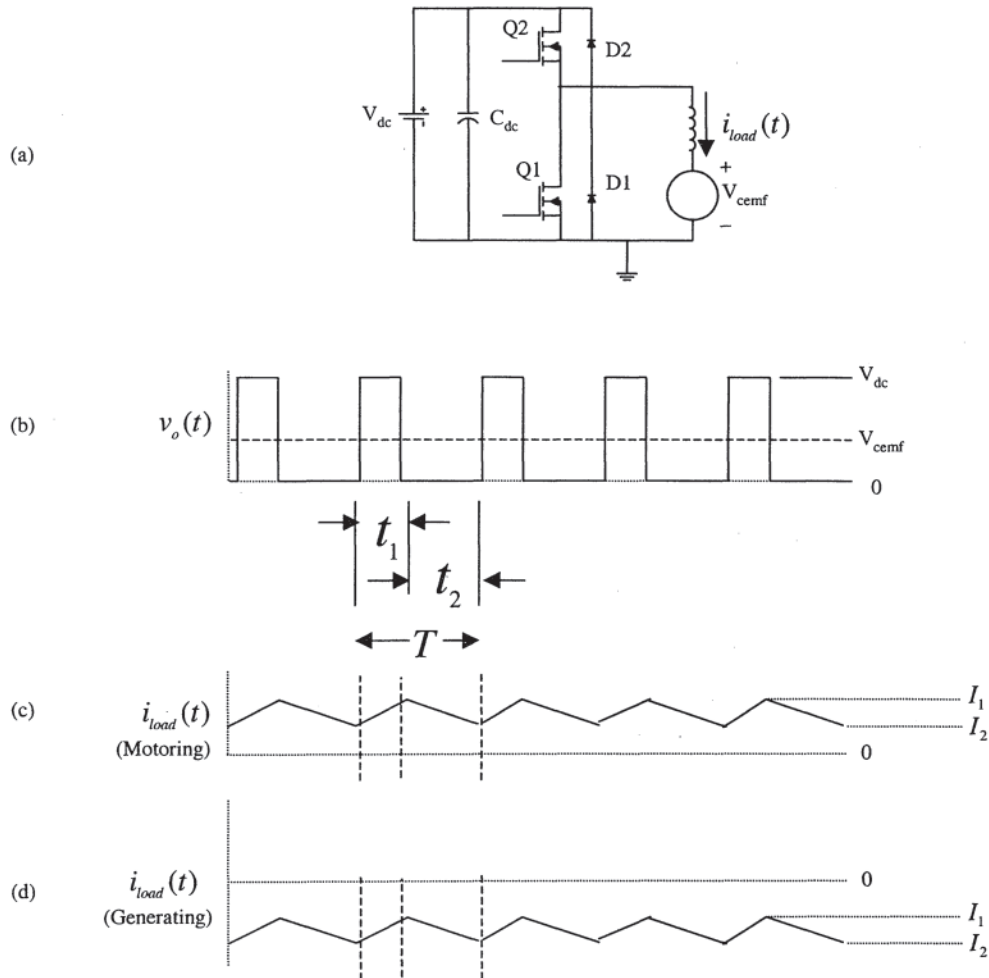 (a)
Q2
D2
V_dc
+
-
C_dc
i_load(t)
Q1
D1
+
V_cemf
−
(b)
v_o(t)
V_dc
V_cemf
0
t_1
t_2
T
(c)
i_load(t)
(Motoring)
I_1
I_2
0
(d)
i_load(t)
(Generating)
0
I_1
I_2